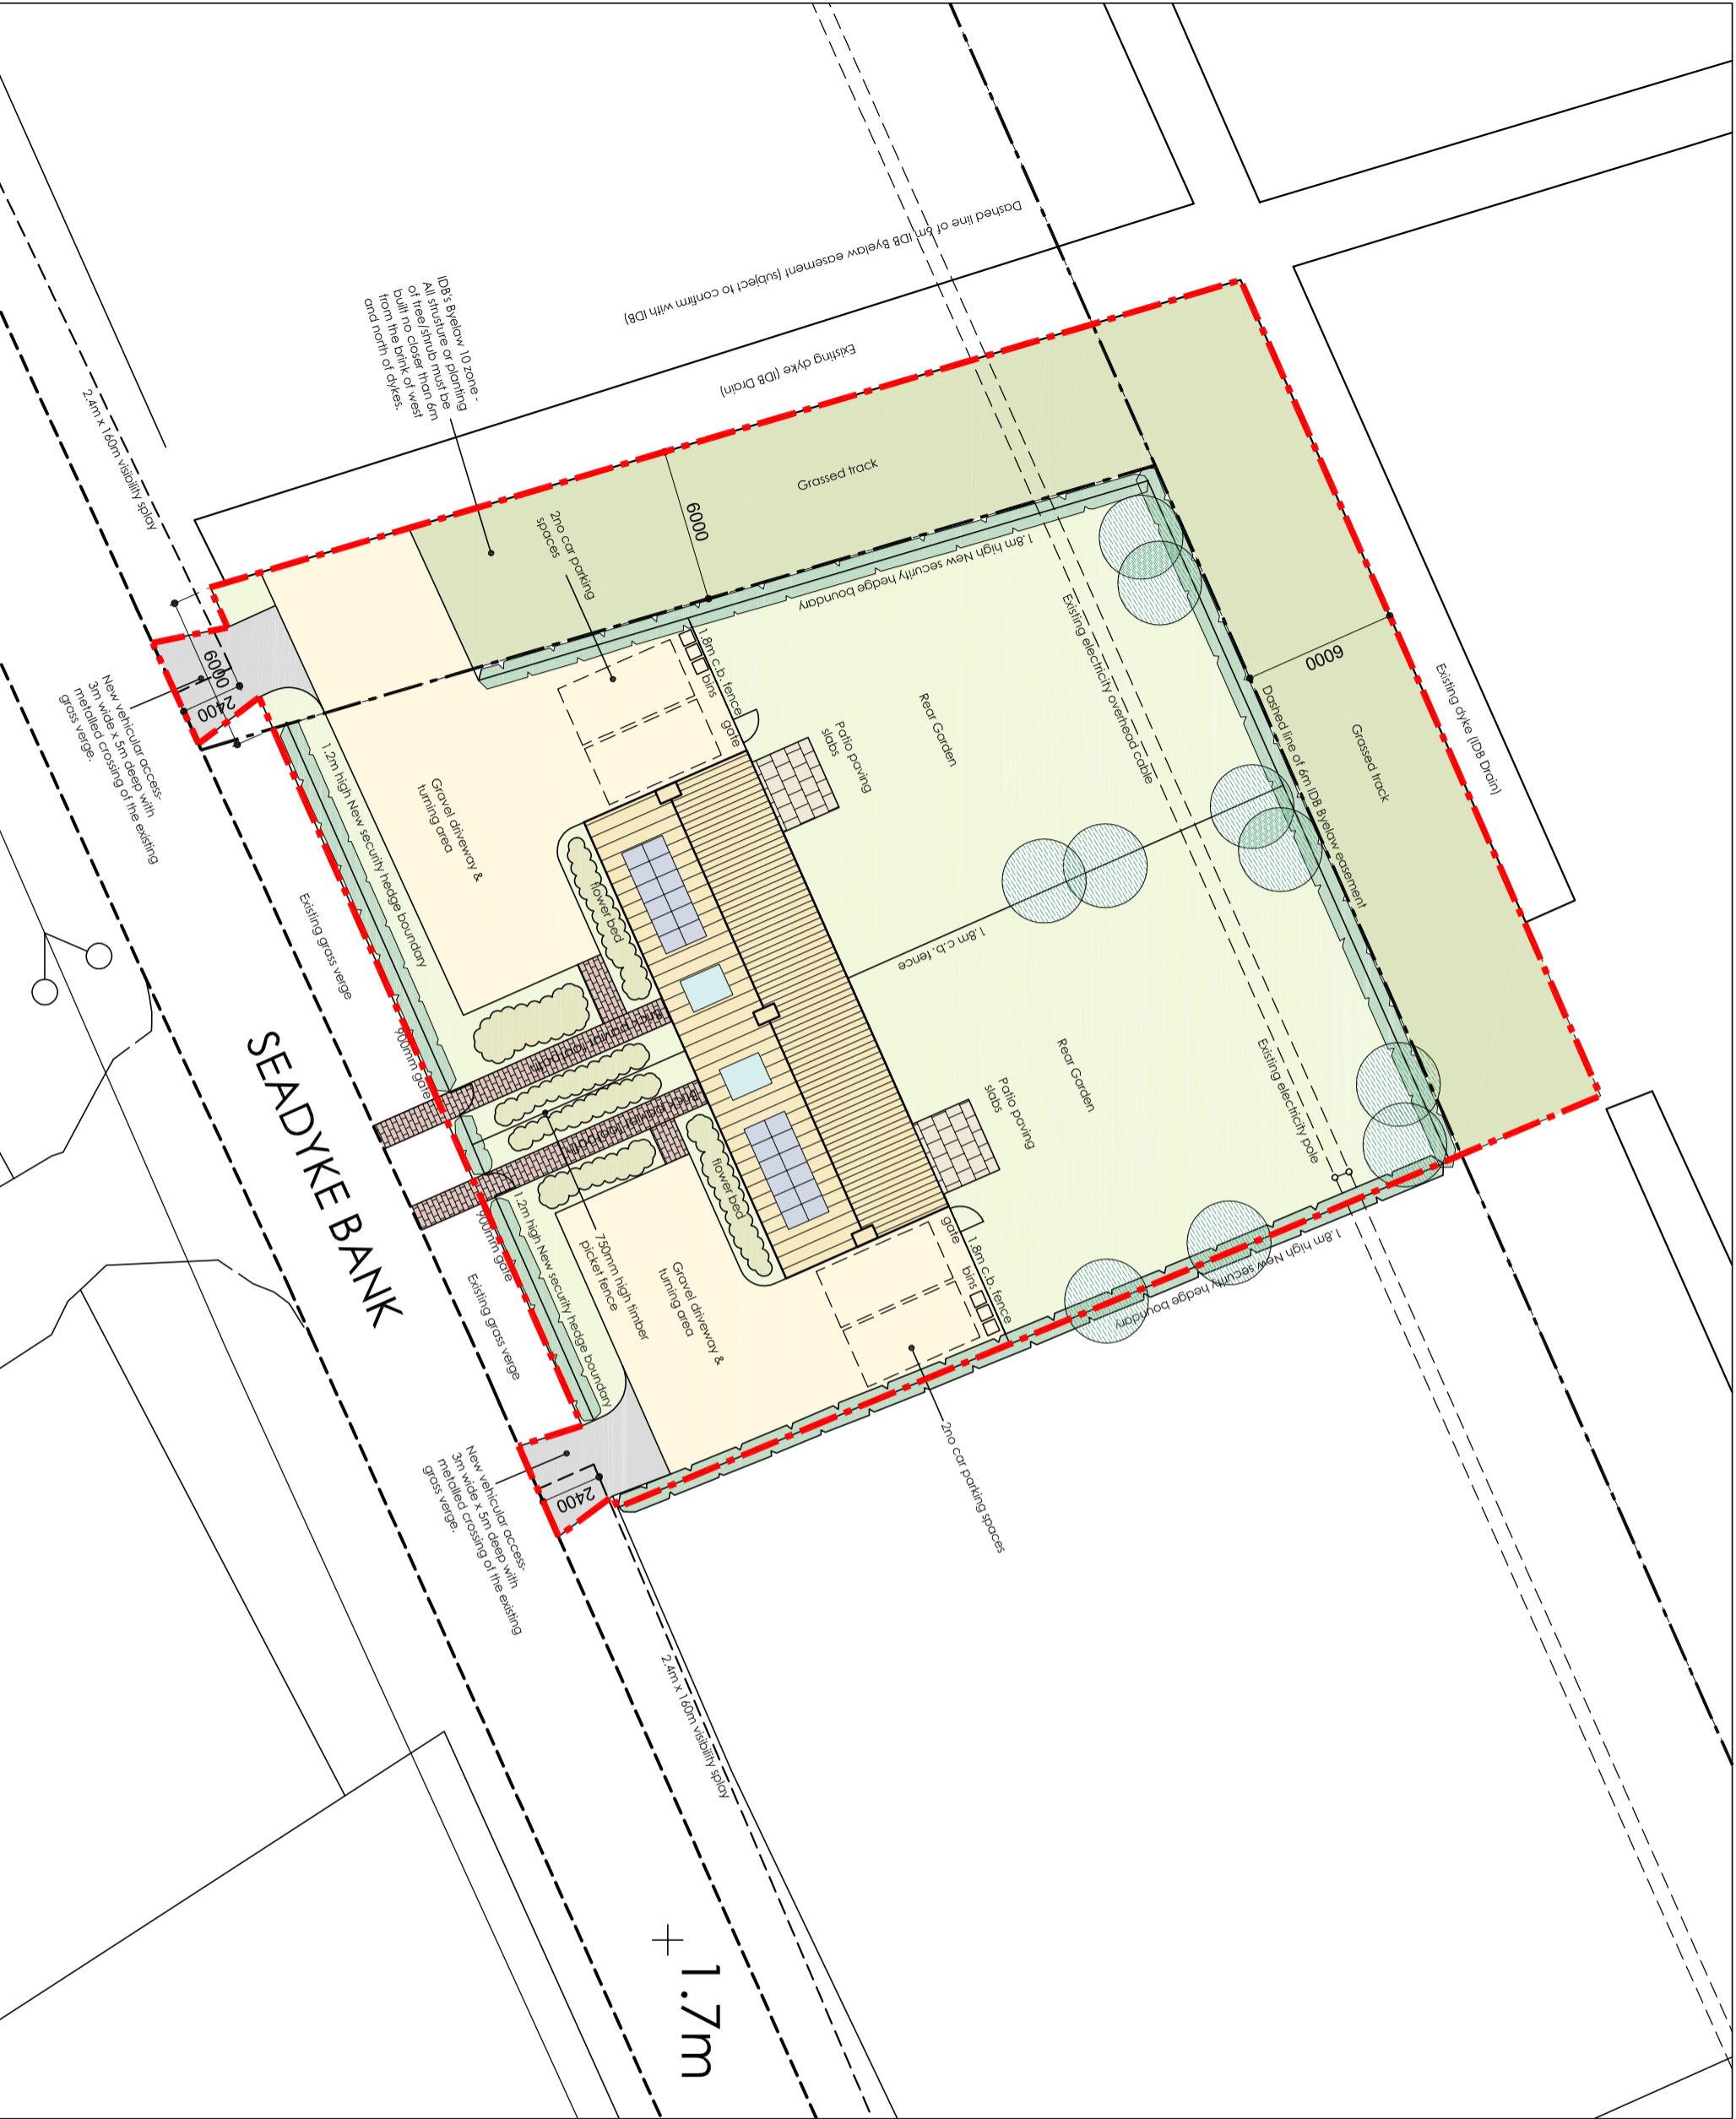 Dashed line of 6m IDB Byelaw easement (subject to confirm with IDB)
Existing dyke (IDB Drain)
IDB's Byelaw 10 zone -
All strusture or planting
of tree/shrub must be
built no closer than 6m
from the brink of west
and north of dykes.
2.4m x 160m visibility splay
Grassed track
6000
2no car parking
spaces
1.8m high New security hedge
boundary
1.8m c.b. fence
bins
gate
Patio paving
slabs
Rear Garden
Existing electricity overhead cable
6000
Dashed line of 6m IDB Byelaw easement
Grassed track
Existing dyke (IDB Drain)
6009
2400
New vehicular access-
3m wide x 5m deep with
metalled crossing of the existing
grass verge.
1.2m high New security hedge boundary
Gravel driveway &
turning area
flower bed
Existing grass verge
900mm gate
Bric pavior footpath
1.8m c.b. fence
Rear Garden
Existing electricity pole
Patio paving
slabs
SEADYKE BANK
Bric pavior footpath
flower bed
gate
1.8m c.b. fence
bins
1.8m high New security hedge boundary
900mm gate
1.2m high New security hedge boundary
750mm high timber
picket fence
Gravel driveway &
turning area
Existing grass verge
2no car parking spaces
2400
New vehicular access-
3m wide x 5m deep with
metalled crossing of the existing
grass verge.
2.4m x 160m visibility splay
1.7m